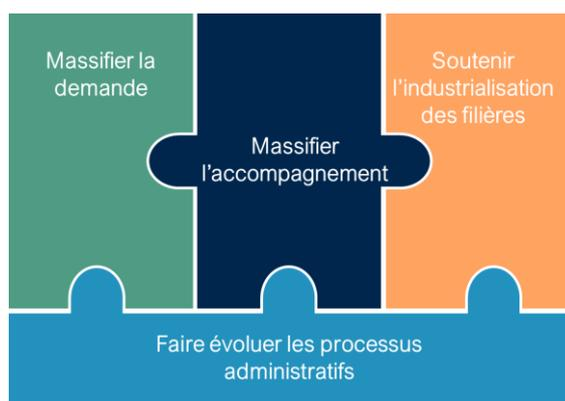 Massifier la
demande
Massifier
l'accompagnement
Soutenir
l'industrialisation
des filières
Faire évoluer les processus
administratifs